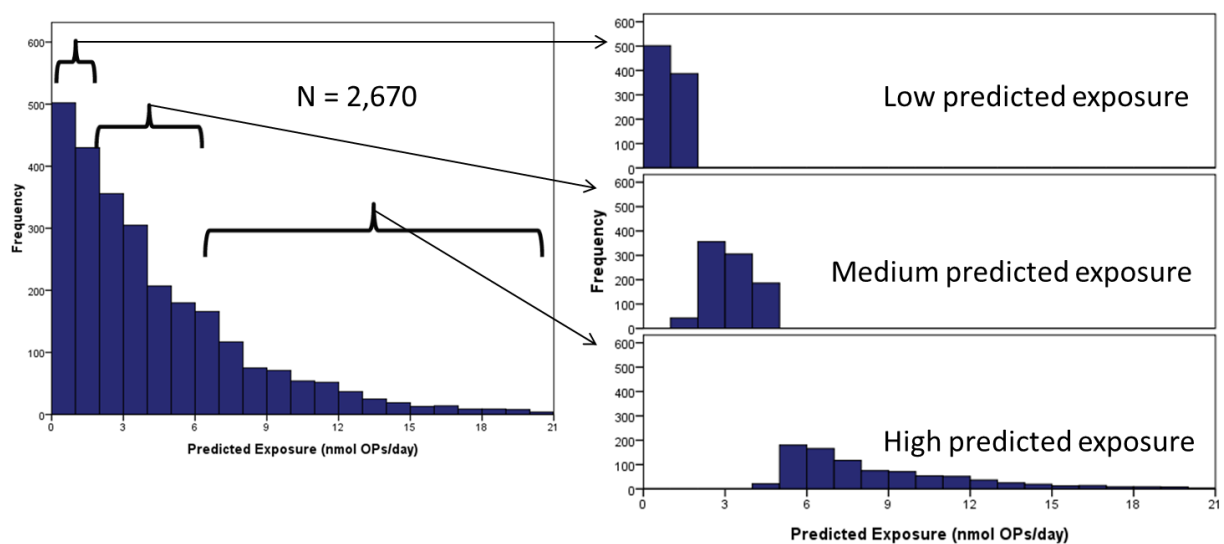 600
500
400
300
200
100
0
Frequency
N = 2,670
0 3 6 9 12 15 18 21
Predicted Exposure (nmol OPs/day)
600
500
400
300
200
100
0
Low predicted exposure
600
500
400
300
200
100
0
Frequency
Medium predicted exposure
600
500
400
300
200
100
0
High predicted exposure
0 3 6 9 12 15 18 21
Predicted Exposure (nmol OPs/day)